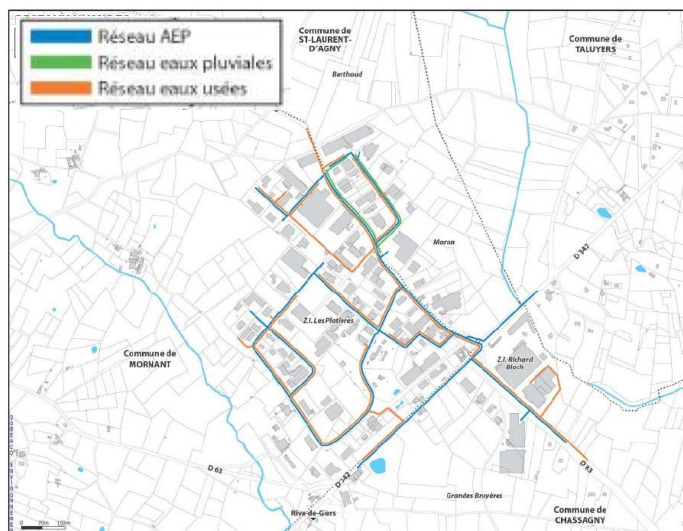 Réseau AEP
Réseau eaux pluviales
Réseau eaux usées
Commune de
ST-LAURENT-
D'AGNY
Commune de
TALUYERS
Berthoud
Moron
D 342
Z.I. Les Platières
Z.I. Richard
Bloch
Commune de
MORNANT
D 63
D 342
D 83
Grandes Bruyères
Rive-de-Giers
Commune de
CHASSAGNY
0 70m 150m